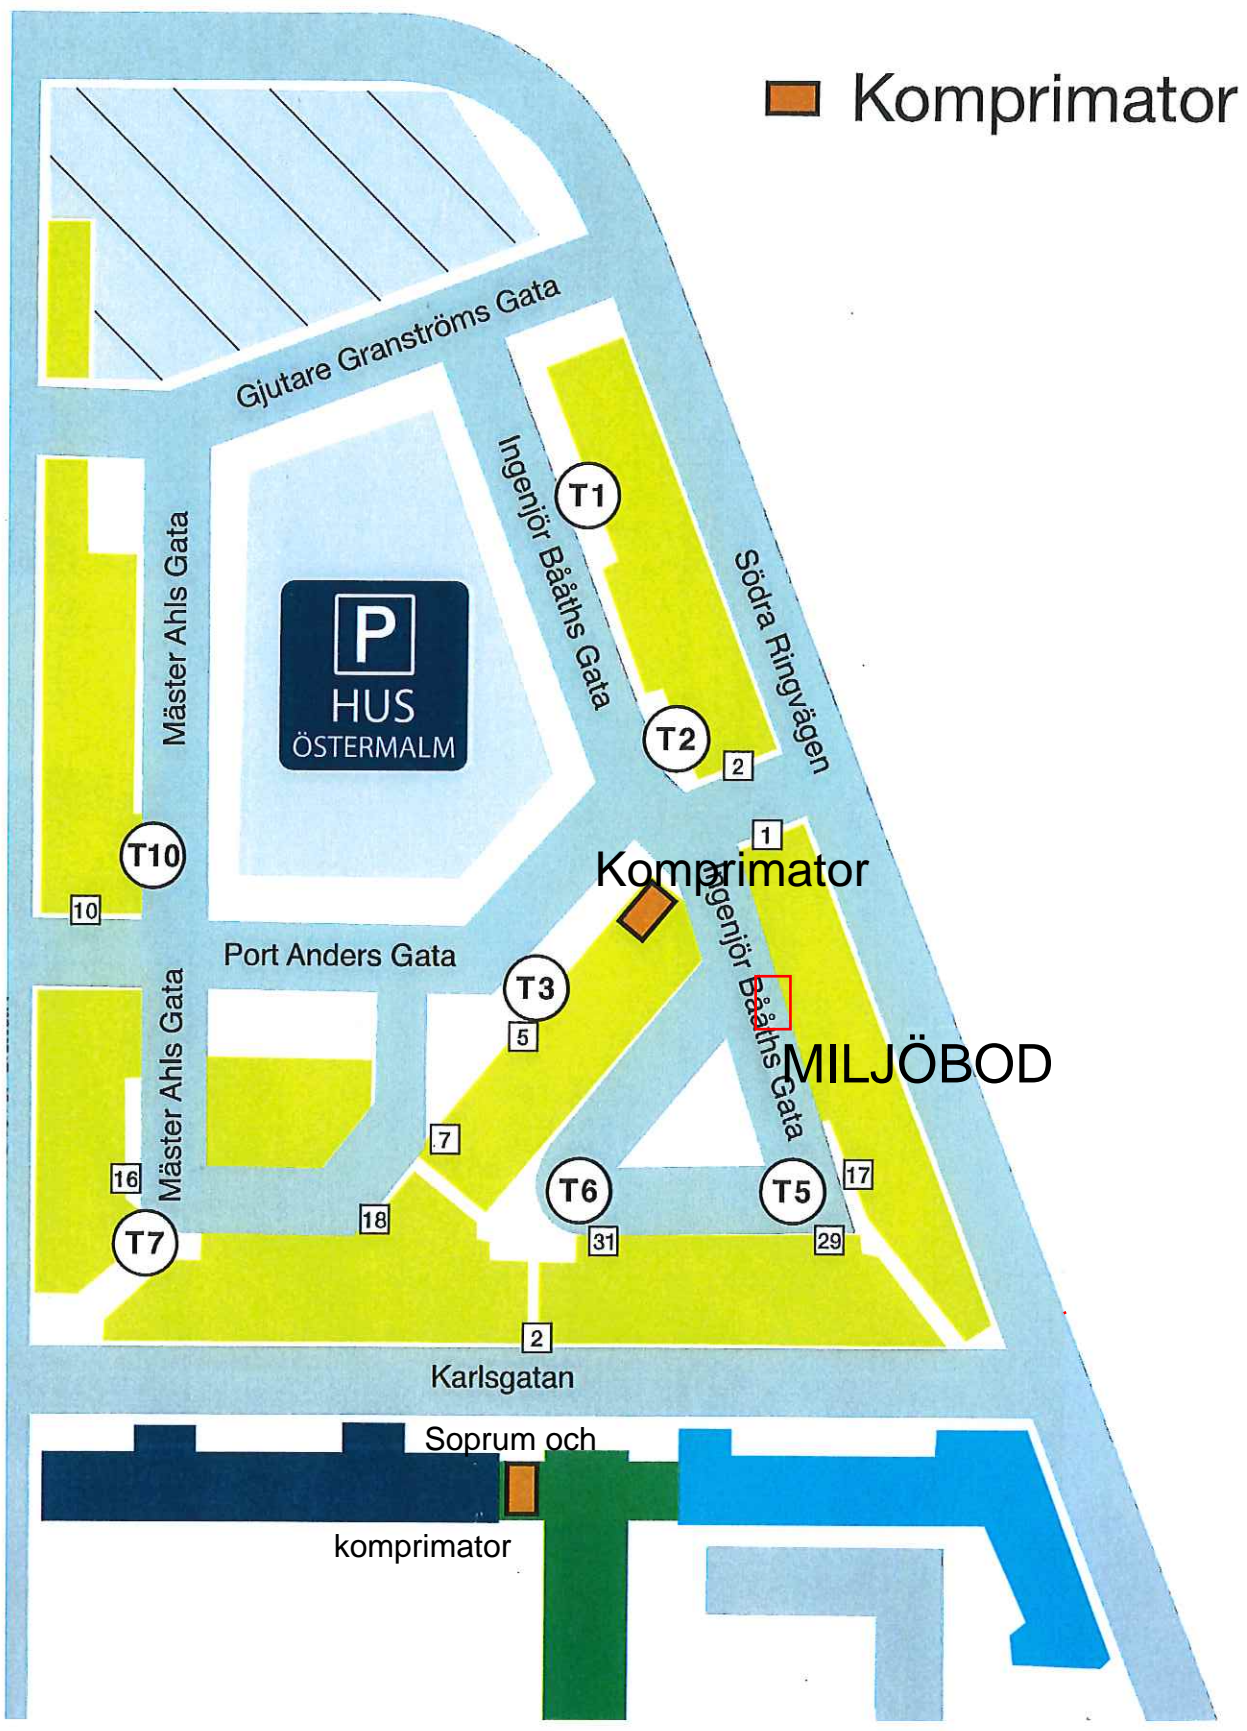 Komprimator
Gjutare Granströms Gata
Ingenjör Bååths Gata
T1
Södra Ringvägen
Mäster Ahls Gata
P
HUS
ÖSTERMALM
T2
2
1
T10
Komprimator
10
Port Anders Gata
Ingenjör Bååths Gata
T3
5
MILJÖBOD
Mäster Ahls Gata
7
16
T6
T5
17
18
T7
31
29
2
Karlsgatan
Soprum och
komprimator